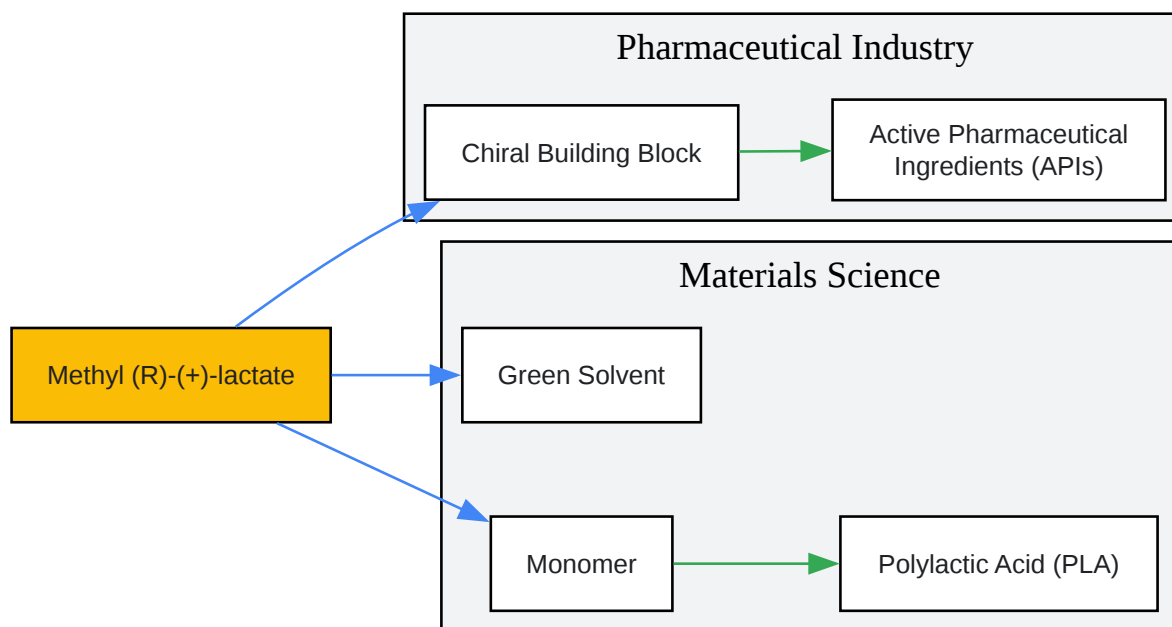 Pharmaceutical Industry
Chiral Building Block
Active Pharmaceutical
Ingredients (APIs)
Materials Science
Methyl (R)-(+)-lactate
Green Solvent
Monomer
Polylactic Acid (PLA)